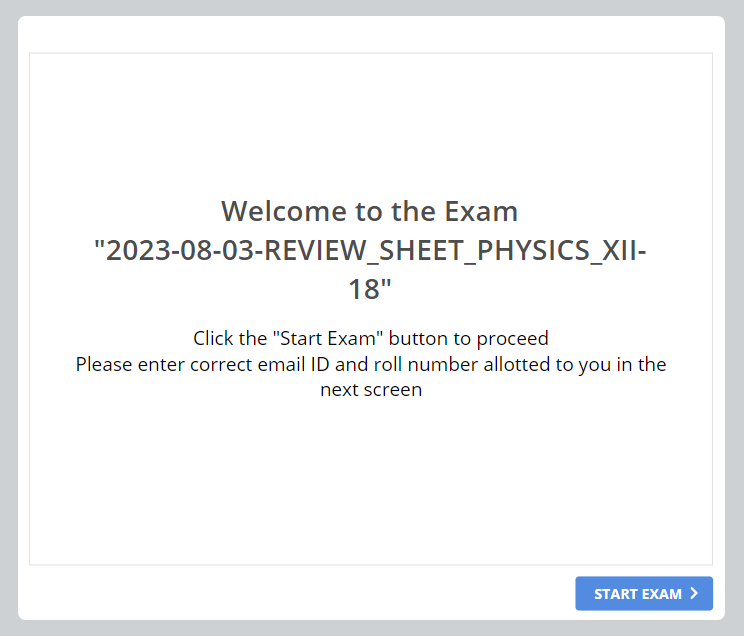 Welcome to the Exam
"2023-08-03-REVIEW_SHEET_PHYSICS_XII-
18"
Click the "Start Exam" button to proceed
Please enter correct email ID and roll number allotted to you in the
next screen
START EXAM